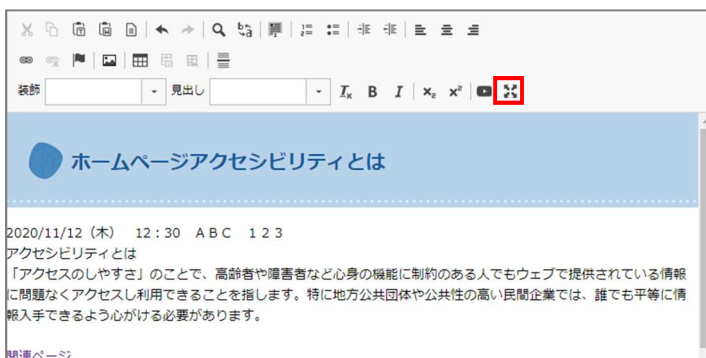 装飾 見出し
ホームページアクセシビリティとは
2020/11/12（木）　12：30　ＡＢＣ　１２３
アクセシビリティとは
「アクセスのしやすさ」のことで、高齢者や障害者など心身の機能に制約のある人でもウェブで提供されている情報
に問題なくアクセスし利用できることを指します。特に地方公共団体や公共性の高い民間企業では、誰でも平等に情
報入手できるよう心がける必要があります。
関連ページ